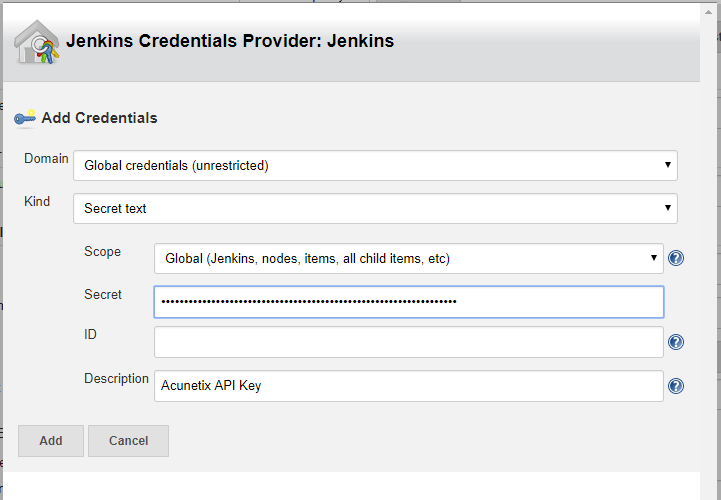 Jenkins Credentials Provider: Jenkins
Add Credentials
Domain
Global credentials (unrestricted)
Kind
Secret text
Scope
Global (Jenkins, nodes, items, all child items, etc)
Secret
ID
Description
Acunetix API Key
Add
Cancel